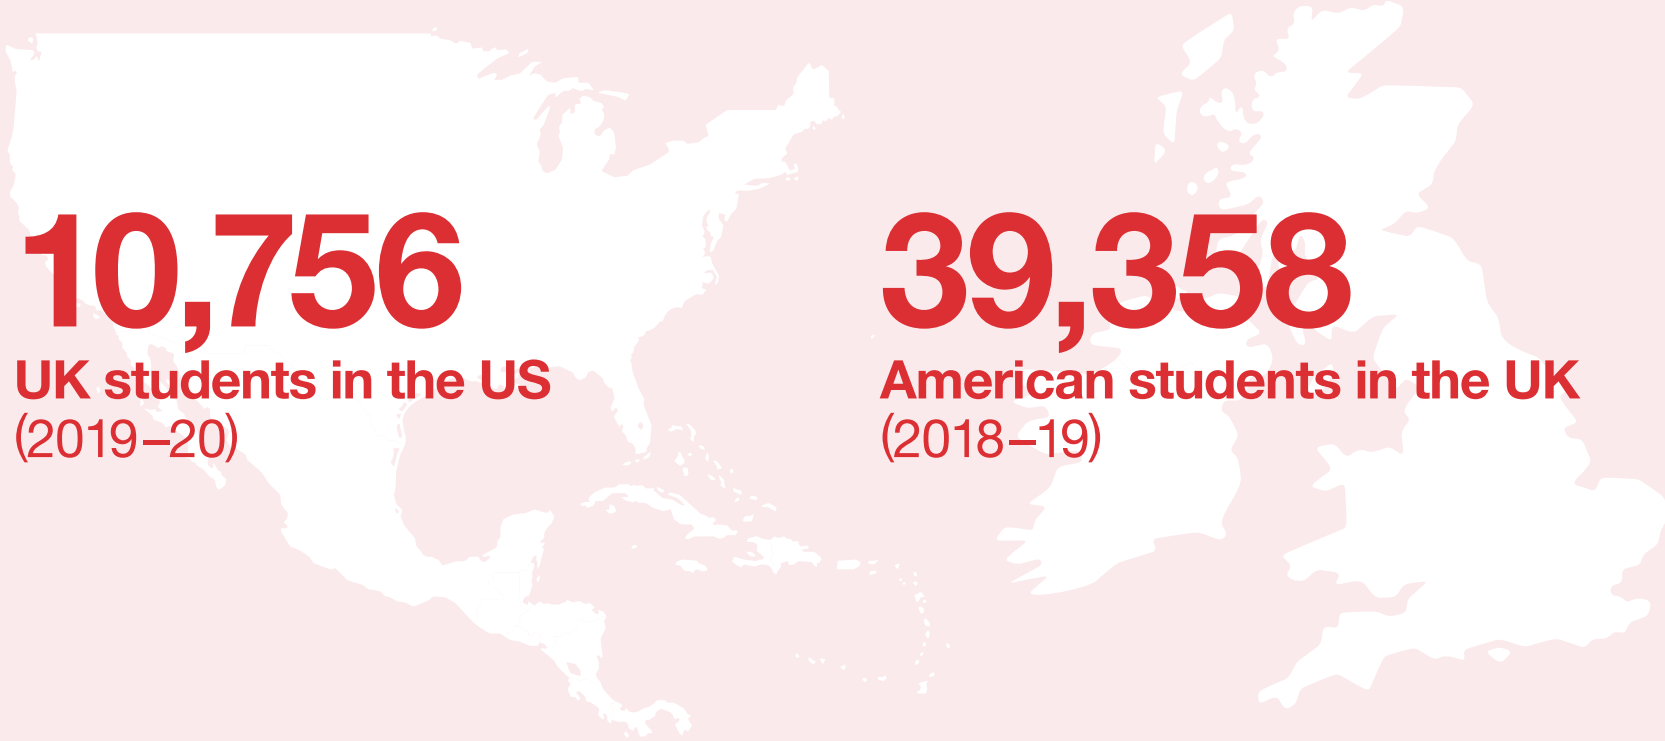 10,756
UK students in the US
(2019–20)
39,358
American students in the UK
(2018–19)